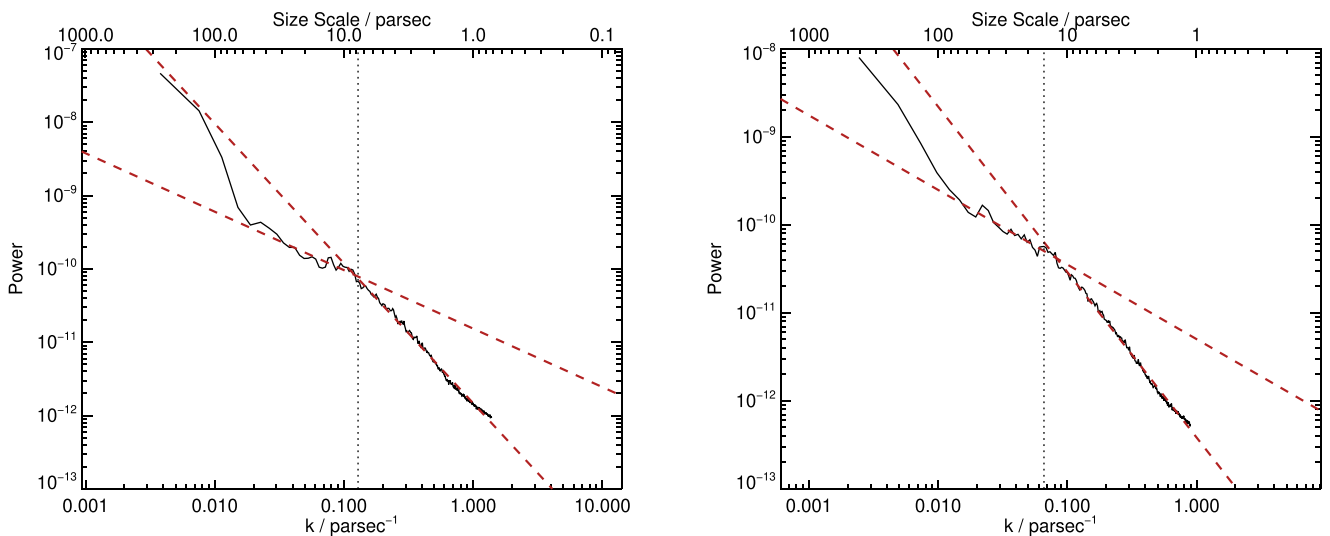 Size Scale / parsec
1000.0 100.0 10.0 1.0 0.1
10⁻⁷
10⁻⁸
10⁻⁹
10⁻¹⁰
10⁻¹¹
10⁻¹²
10⁻¹³
Power
0.001 0.010 0.100 1.000 10.000
k / parsec⁻¹
Size Scale / parsec
1000 100 10 1
10⁻⁸
10⁻⁹
10⁻¹⁰
10⁻¹¹
10⁻¹²
10⁻¹³
Power
0.001 0.010 0.100 1.000
k / parsec⁻¹